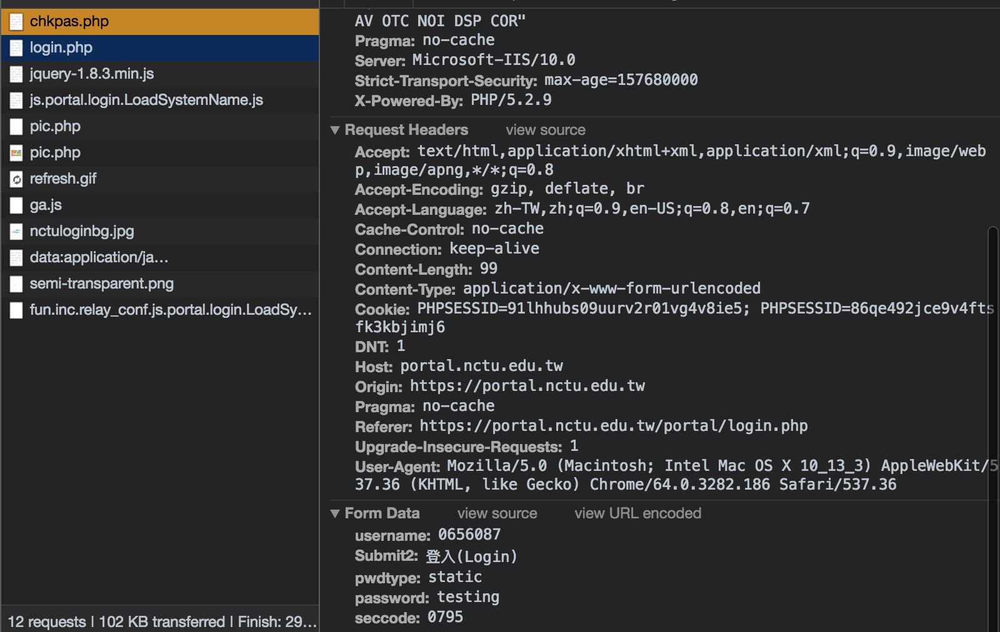 chkpas.php
login.php
jquery-1.8.3.min.js
js.portal.login.LoadSystemName.js
pic.php
pic.php
refresh.gif
ga.js
nctuloginbg.jpg
data:application/ja…
semi-transparent.png
fun.inc.relay_conf.js.portal.login.LoadSy…
12 requests | 102 KB transferred | Finish: 29…
AV OTC NOI DSP COR"
Pragma: no-cache
Server: Microsoft-IIS/10.0
Strict-Transport-Security: max-age=157680000
X-Powered-By: PHP/5.2.9
▼ Request Headers view source
Accept: text/html,application/xhtml+xml,application/xml;q=0.9,image/web
p,image/apng,*/*;q=0.8
Accept-Encoding: gzip, deflate, br
Accept-Language: zh-TW,zh;q=0.9,en-US;q=0.8,en;q=0.7
Cache-Control: no-cache
Connection: keep-alive
Content-Length: 99
Content-Type: application/x-www-form-urlencoded
Cookie: PHPSESSID=91lhhubs09uurv2r01vg4v8ie5; PHPSESSID=86qe492jce9v4fts
fk3kbjimj6
DNT: 1
Host: portal.nctu.edu.tw
Origin: https://portal.nctu.edu.tw
Pragma: no-cache
Referer: https://portal.nctu.edu.tw/portal/login.php
Upgrade-Insecure-Requests: 1
User-Agent: Mozilla/5.0 (Macintosh; Intel Mac OS X 10_13_3) AppleWebKit/5
37.36 (KHTML, like Gecko) Chrome/64.0.3282.186 Safari/537.36
▼ Form Data view source view URL encoded
username: 0656087
Submit2: 登入(Login)
pwdtype: static
password: testing
seccode: 0795